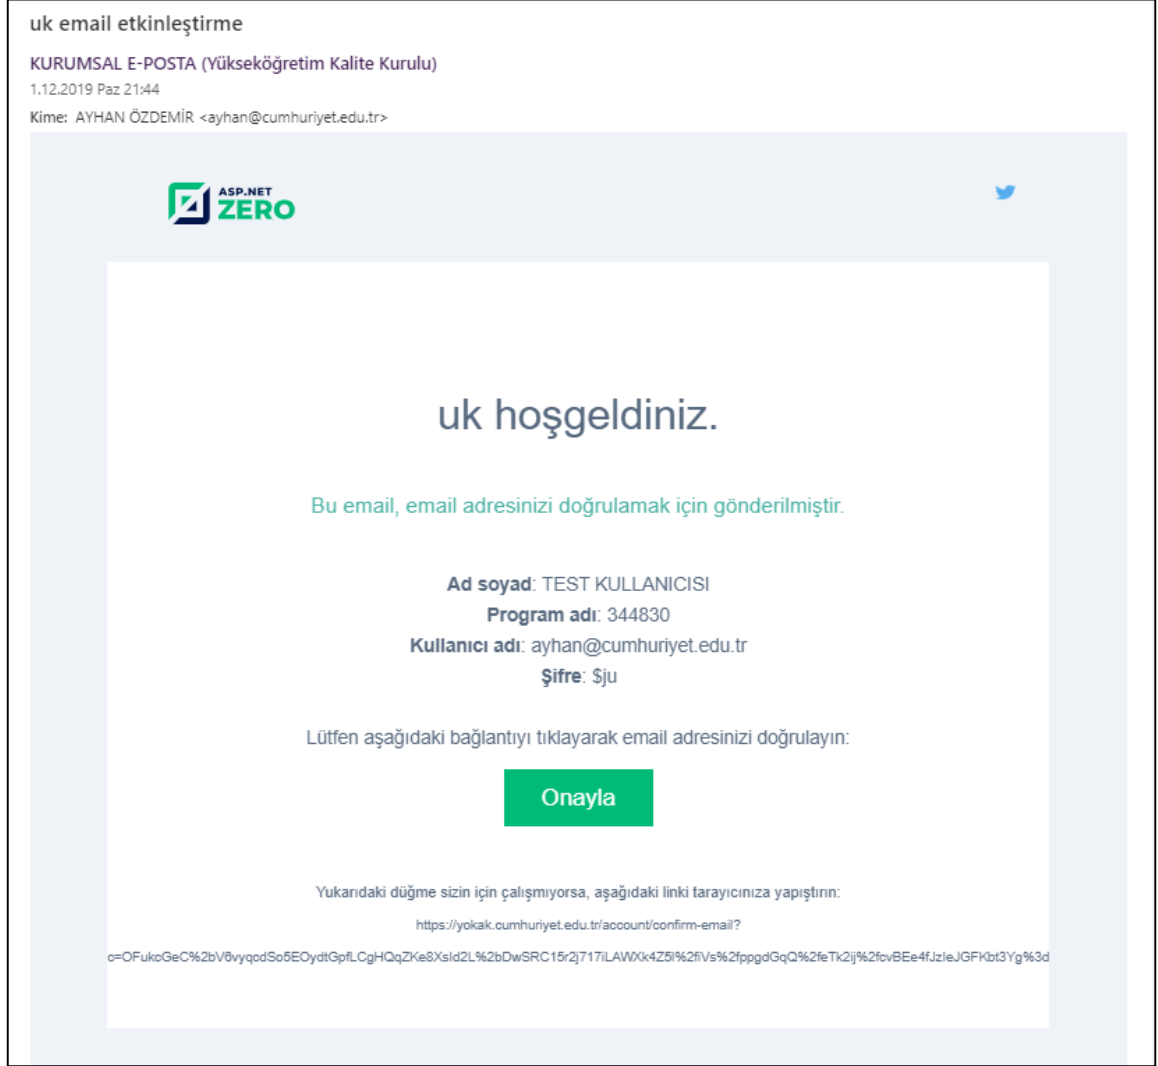 uk email etkinleştirme
KURUMSAL E-POSTA (Yükseköğretim Kalite Kurulu)
1.12.2019 Paz 21:44
Kime: AYHAN ÖZDEMİR <ayhan@cumhuriyet.edu.tr>
ASP.NET
ZERO
uk hoşgeldiniz.
Bu email, email adresinizi doğrulamak için gönderilmiştir.
Ad soyad: TEST KULLANICISI
Program adı: 344830
Kullanıcı adı: ayhan@cumhuriyet.edu.tr
Şifre: $ju
Lütfen aşağıdaki bağlantıyı tıklayarak email adresinizi doğrulayın:
Onayla
Yukarıdaki düğme sizin için çalışmıyorsa, aşağıdaki linki tarayıcınıza yapıştırın:
https://yokak.cumhuriyet.edu.tr/account/confirm-email?